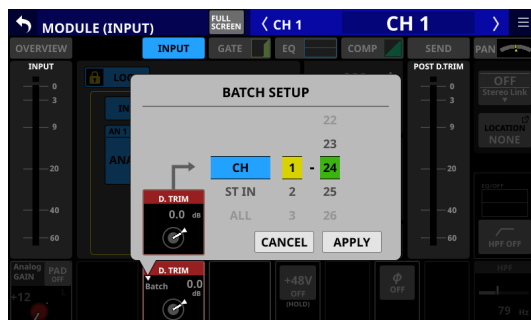 MODULE (INPUT)
FULL
SCREEN
CH 1
CH 1
OVERVIEW
INPUT
GATE
EQ
COMP
SEND
PAN
INPUT
0
3
9
20
40
60
BATCH SETUP
22
23
CH
1
-
24
ST IN
2
25
ALL
3
26
D. TRIM
0.0 dB
CANCEL
APPLY
POST D.TRIM
0
3
9
20
40
60
OFF
Stereo Link
LOCATION
NONE
HPF OFF
Analog
GAIN
PAD
OFF
+12
D. TRIM
Batch
0.0
dB
+48V
OFF
(HOLD)
Φ
OFF
HPF
79 Hz